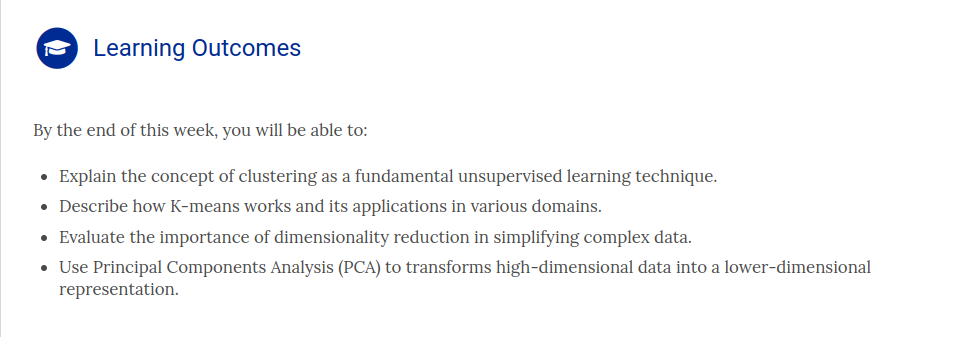 Learning Outcomes
By the end of this week, you will be able to:
• Explain the concept of clustering as a fundamental unsupervised learning technique.
• Describe how K-means works and its applications in various domains.
• Evaluate the importance of dimensionality reduction in simplifying complex data.
• Use Principal Components Analysis (PCA) to transforms high-dimensional data into a lower-dimensional
representation.